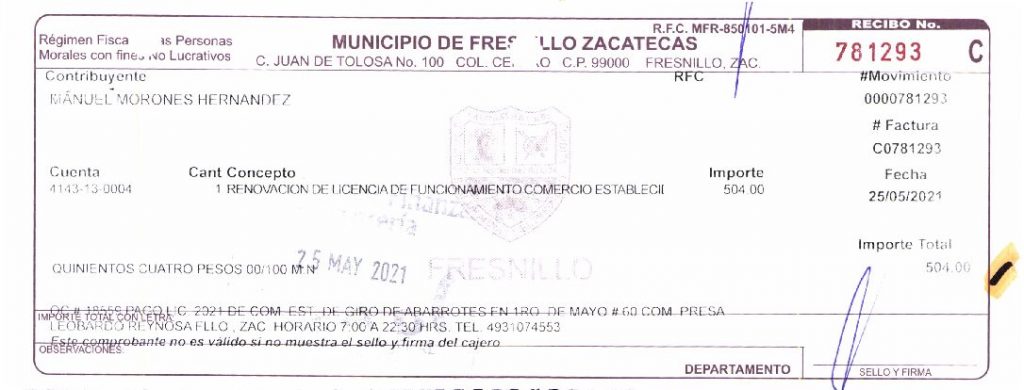 R.F.C. MFR-850101-5M4
RECIBO No.
Régimen Fisca as Personas
Morales con fines No Lucrativos
MUNICIPIO DE FRES LLO ZACATECAS
C. JUAN DE TOLOSA No. 100 COL. CE. O C.P. 99000 FRESNILLO, ZAC.
781293 C
Contribuyente
RFC
#Movimiento
MANUEL MORONES HERNANDEZ
0000781293
# Factura
C0781293
Cuenta
Cant Concepto
Importe
Fecha
4143-13-0004
1 RENOVACION DE LICENCIA DE FUNCIONAMIENTO COMERCIO ESTABLECII
504.00
25/05/2021
Importe Total
QUINIENTOS CUATRO PESOS 00/100 M.N
25 MAY 2021
FRESNILLO
504.00
OC # 18559 PAGO LIC. 2021 DE COM. EST. DE GIRO DE ABARROTES EN 1RO. DE MAYO # 60 COM. PRESA
IMPORTE TOTAL CON LETRA
LEOBARDO REYNOSA FLLO., ZAC. HORARIO 7:00 A 22:30 HRS. TEL. 4931074553
Este comprobante no es válido si no muestra el sello y firma del cajero
OBSERVACIONES:
DEPARTAMENTO
SELLO Y FIRMA